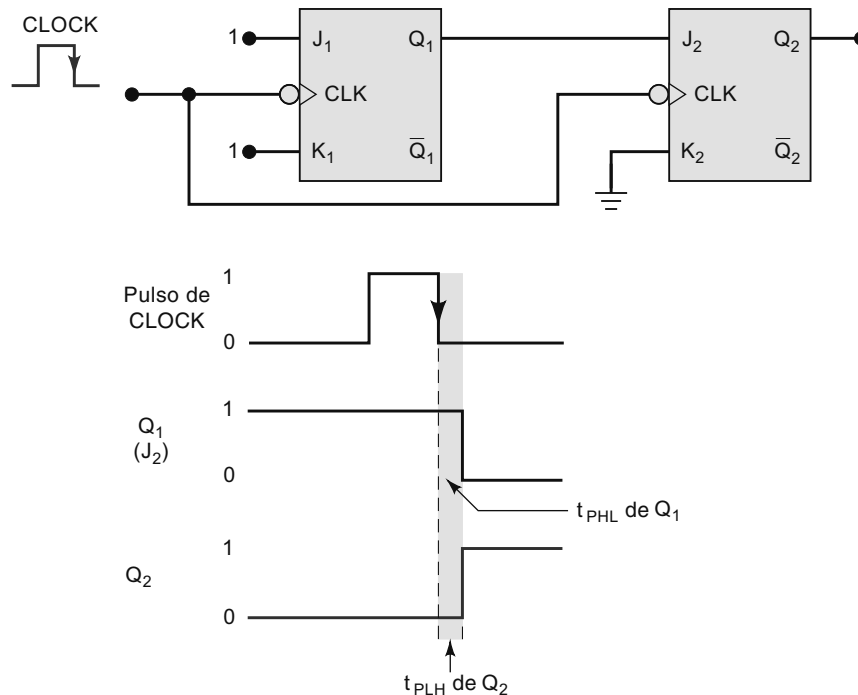 CLOCK
1 J1 Q1 J2 Q2
CLK CLK
1 K1 Q̅1 K2 Q̅2
1
Pulso de
CLOCK
0
1
Q1
(J2)
0
tPHL de Q1
1
Q2
0
tPLH de Q2